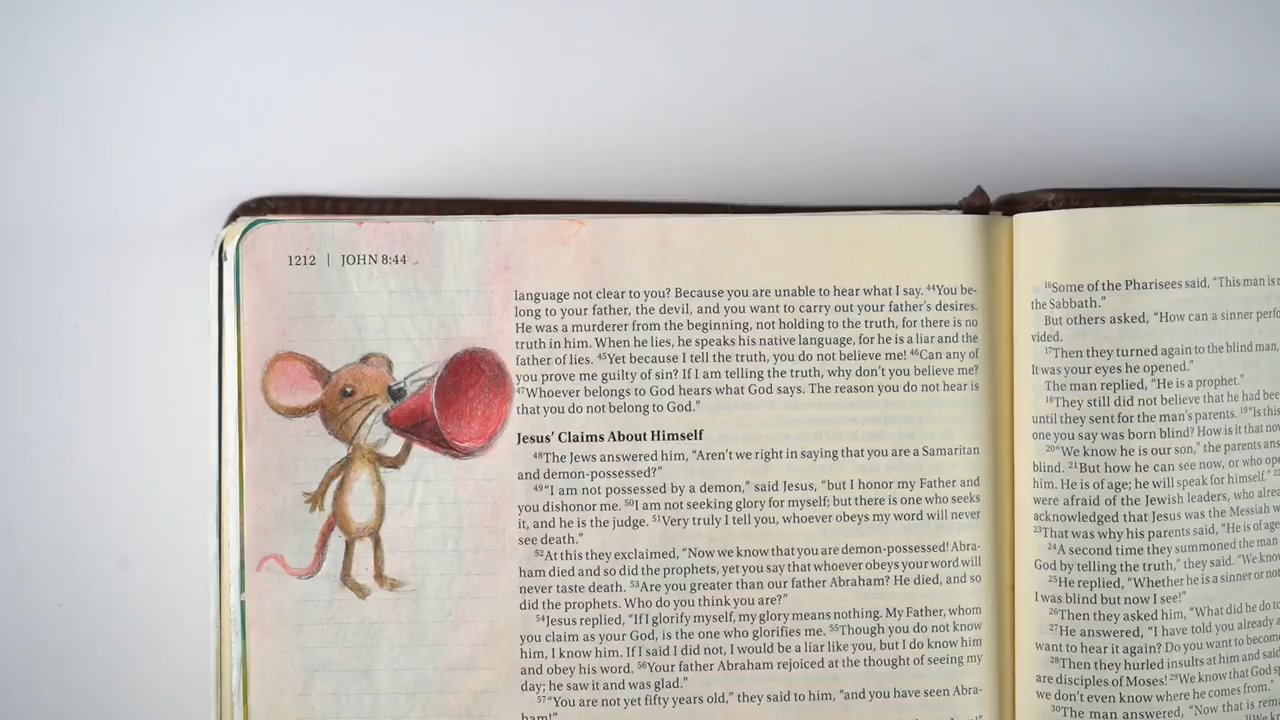 1212 | JOHN 8:44
language not clear to you? Because you are unable to hear what I say. 44You be-
long to your father, the devil, and you want to carry out your father's desires.
He was a murderer from the beginning, not holding to the truth, for there is no
truth in him. When he lies, he speaks his native language, for he is a liar and the
father of lies. 45Yet because I tell the truth, you do not believe me! 46Can any of
you prove me guilty of sin? If I am telling the truth, why don't you believe me?
47Whoever belongs to God hears what God says. The reason you do not hear is
that you do not belong to God."
Jesus' Claims About Himself
48The Jews answered him, "Aren't we right in saying that you are a Samaritan
and demon-possessed?"
49"I am not possessed by a demon," said Jesus, "but I honor my Father and
you dishonor me. 50I am not seeking glory for myself; but there is one who seeks
it, and he is the judge. 51Very truly I tell you, whoever obeys my word will never
see death."
52At this they exclaimed, "Now we know that you are demon-possessed! Abra-
ham died and so did the prophets, yet you say that whoever obeys your word will
never taste death. 53Are you greater than our father Abraham? He died, and so
did the prophets. Who do you think you are?"
54Jesus replied, "If I glorify myself, my glory means nothing. My Father, whom
you claim as your God, is the one who glorifies me. 55Though you do not know
him, I know him. If I said I did not, I would be a liar like you, but I do know him
and obey his word. 56Your father Abraham rejoiced at the thought of seeing my
day; he saw it and was glad."
57"You are not yet fifty years old," they said to him, "and you have seen Abra-
ham!"
16Some of the Pharisees said, "This man is
the Sabbath."
But others asked, "How can a sinner
vided.
17Then they turned again to the blind man,
It was your eyes he opened."
The man replied, "He is a prophet."
18They still did not believe that he had
until they sent for the man's parents. 19"Is
one you say was born blind? How is it that
20"We know he is our son," the parents
blind. 21But how he can see now, or who
him. He is of age; he will speak for himself."
were afraid of the Jewish leaders, who
acknowledged that Jesus was the Messiah
23That was why his parents said, "He is of
24A second time they summoned the man
God by telling the truth," they said. "We
25He replied, "Whether he is a sinner or
I was blind but now I see!"
26Then they asked him, "What did he do
27He answered, "I have told you already
want to hear it again? Do you want to
28Then they hurled insults at him and said
are disciples of Moses! 29We know that God
we don't even know where he comes from."
30The man answered, "Now that is